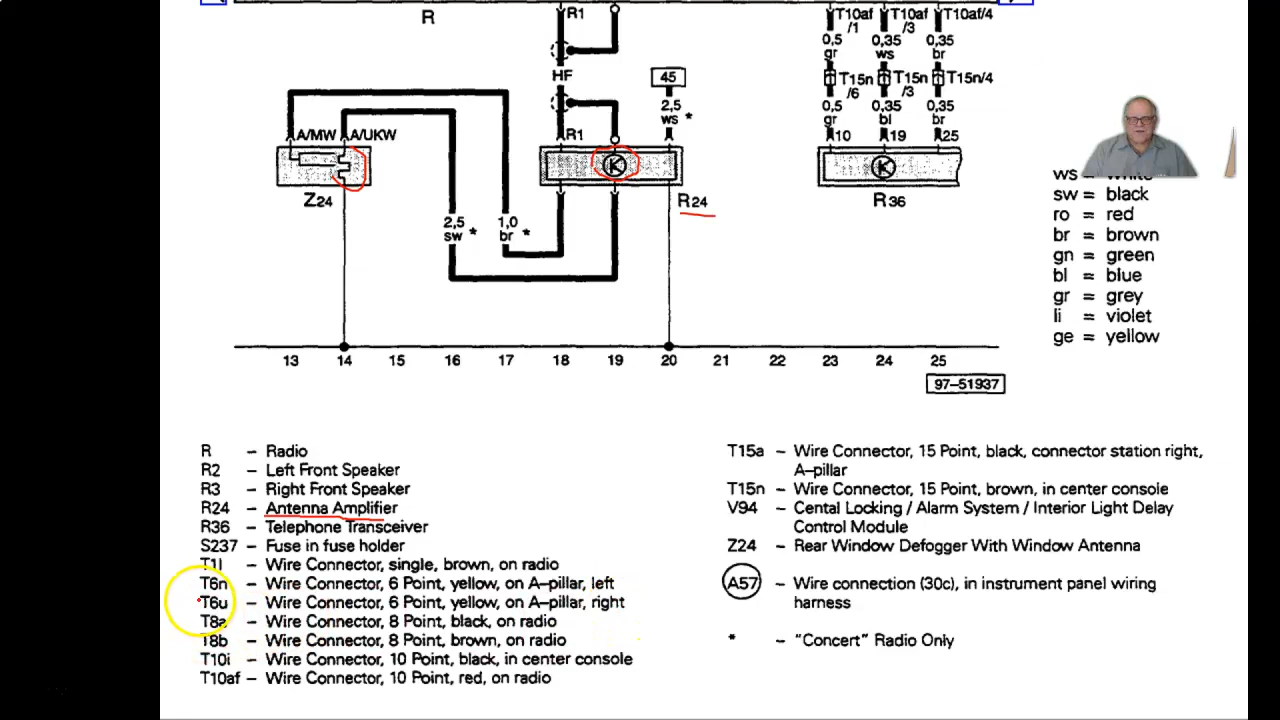 R
R1
T10af T10af T10af/4
/1 /3
0,5 0,35 0,35
gr ws br
HF
45
T15n T15n T15n/4
/6 /3
2,5
ws *
0,5 0,35 0,35
gr bl br
A/MW A/UKW
R1
10 19 25
K
K
Z24
R24
R36
2,5
sw *
1,0
br *
ws = white
sw = black
ro = red
br = brown
gn = green
bl = blue
gr = grey
li = violet
ge = yellow
13 14 15 16 17 18 19 20 21 22 23 24 25
97–51937
R – Radio
R2 – Left Front Speaker
R3 – Right Front Speaker
R24 – Antenna Amplifier
R36 – Telephone Transceiver
S237 – Fuse in fuse holder
T1l – Wire Connector, single, brown, on radio
T6n – Wire Connector, 6 Point, yellow, on A–pillar, left
T6u – Wire Connector, 6 Point, yellow, on A–pillar, right
T8a – Wire Connector, 8 Point, black, on radio
T8b – Wire Connector, 8 Point, brown, on radio
T10i – Wire Connector, 10 Point, black, in center console
T10af – Wire Connector, 10 Point, red, on radio
T15a – Wire Connector, 15 Point, black, connector station right,
A–pillar
T15n – Wire Connector, 15 Point, brown, in center console
V94 – Cental Locking / Alarm System / Interior Light Delay
Control Module
Z24 – Rear Window Defogger With Window Antenna
A57 – Wire connection (30c), in instrument panel wiring
harness
* – "Concert" Radio Only